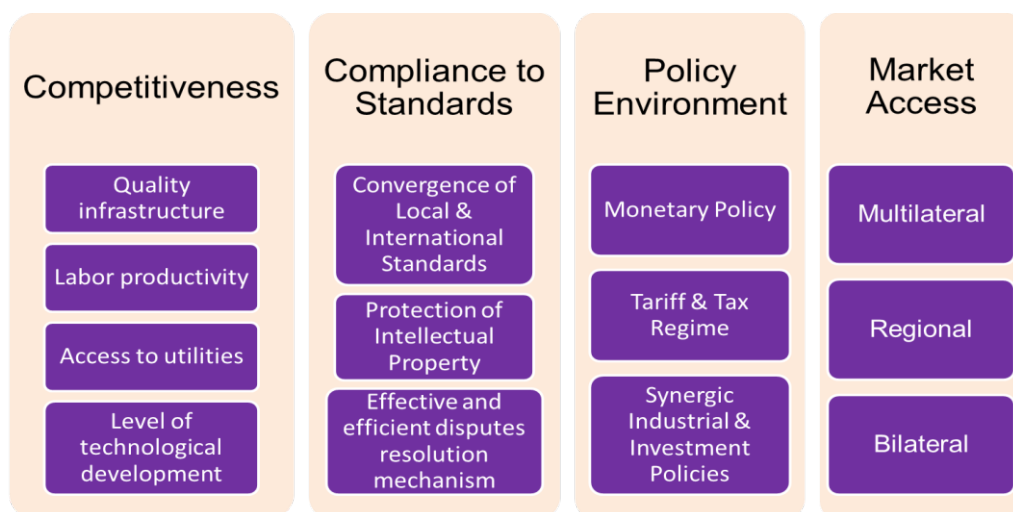 Competitiveness
Quality
infrastructure
Labor productivity
Access to utilities
Level of
technological
development
Compliance to
Standards
Convergence of
Local &
International
Standards
Protection of
Intellectual
Property
Effective and
efficient disputes
resolution
mechanism
Policy
Environment
Monetary Policy
Tariff & Tax
Regime
Synergic
Industrial &
Investment
Policies
Market
Access
Multilateral
Regional
Bilateral